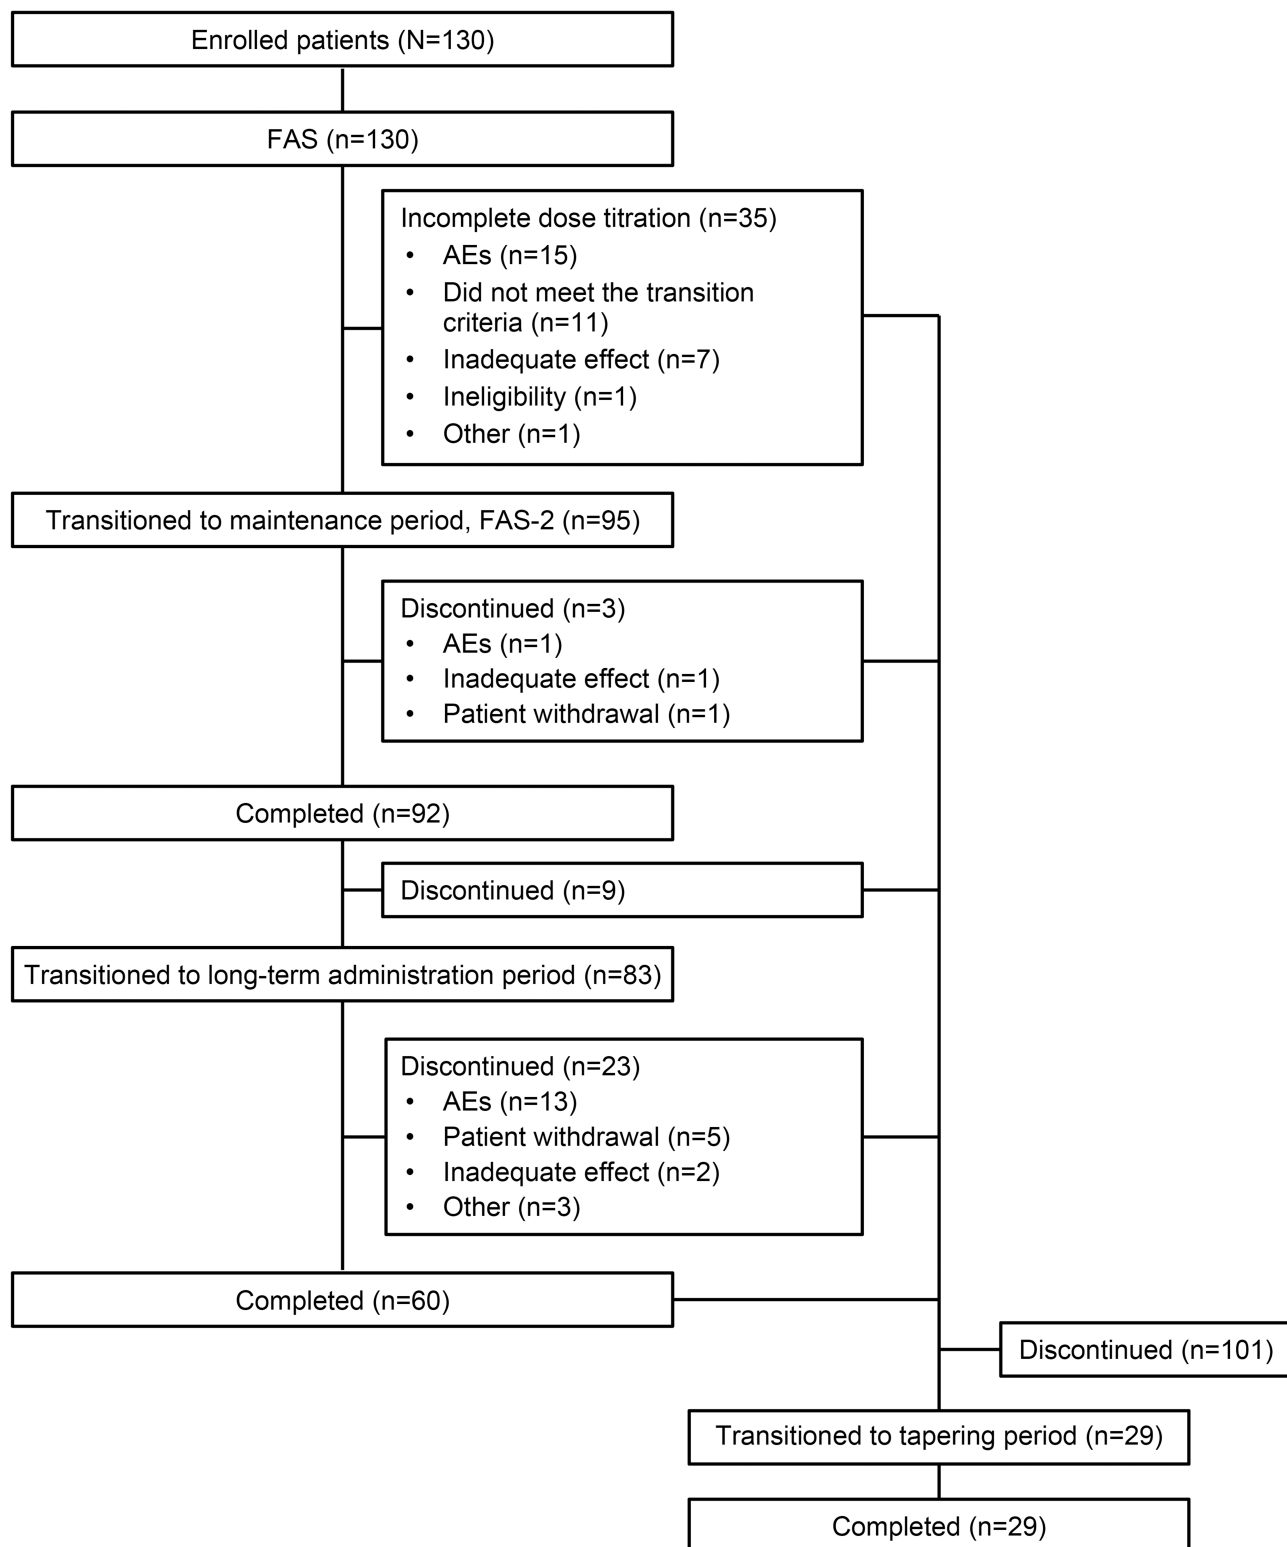 Enrolled patients (N=130)
FAS (n=130)
Incomplete dose titration (n=35)
• AEs (n=15)
• Did not meet the transition
criteria (n=11)
• Inadequate effect (n=7)
• Ineligibility (n=1)
• Other (n=1)
Transitioned to maintenance period, FAS-2 (n=95)
Discontinued (n=3)
• AEs (n=1)
• Inadequate effect (n=1)
• Patient withdrawal (n=1)
Completed (n=92)
Discontinued (n=9)
Transitioned to long-term administration period (n=83)
Discontinued (n=23)
• AEs (n=13)
• Patient withdrawal (n=5)
• Inadequate effect (n=2)
• Other (n=3)
Completed (n=60)
Discontinued (n=101)
Transitioned to tapering period (n=29)
Completed (n=29)